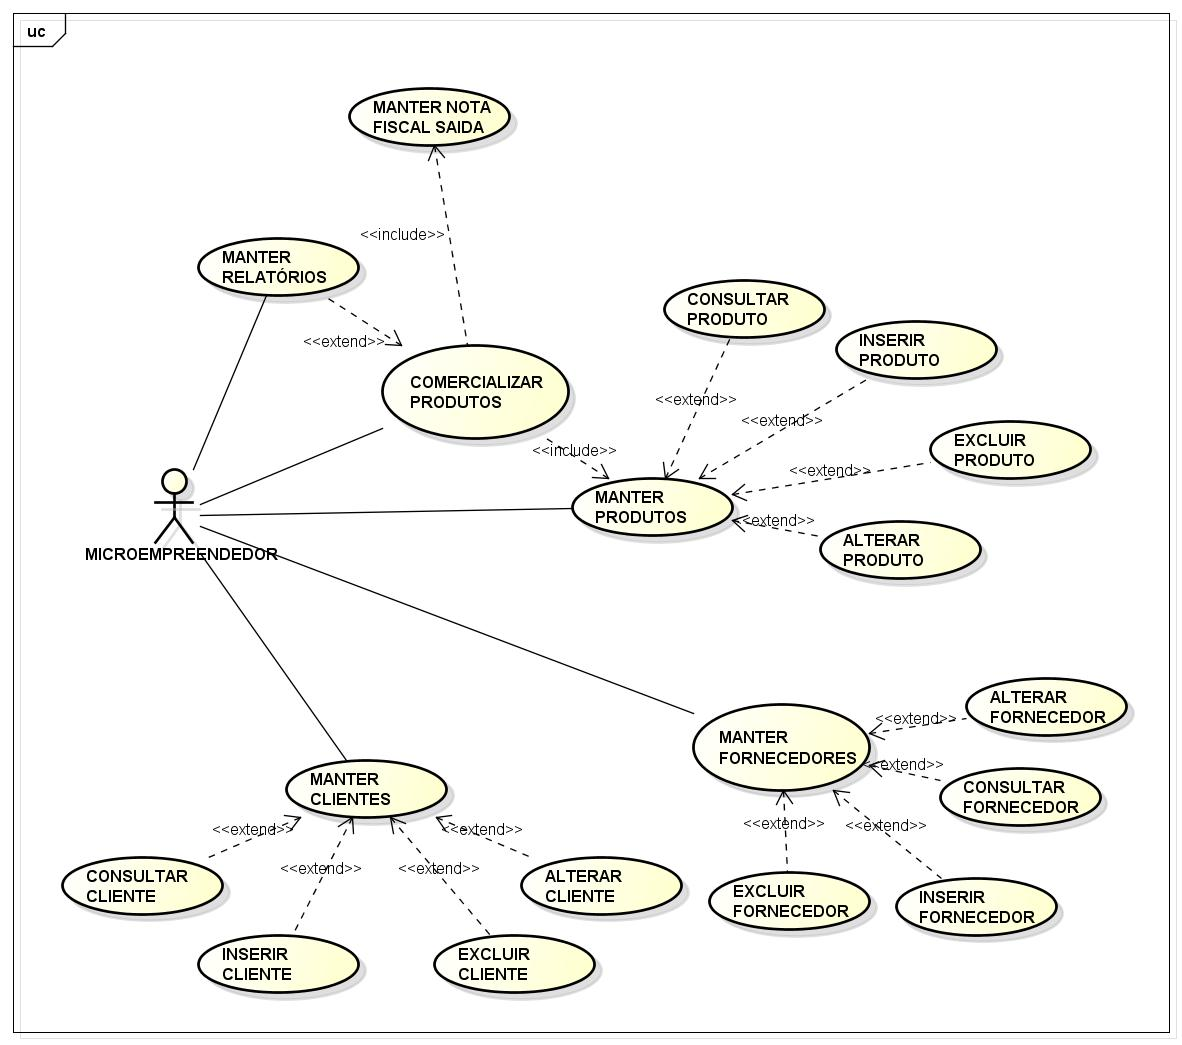 uc
MANTER NOTA
FISCAL SAIDA
<<include>>
MANTER
RELATÓRIOS
<<extend>>
COMERCIALIZAR
PRODUTOS
<<include>>
CONSULTAR
PRODUTO
INSERIR
PRODUTO
<<extend>>
<<extend>>
EXCLUIR
PRODUTO
<<extend>>
MANTER
PRODUTOS
<<extend>>
ALTERAR
PRODUTO
MICROEMPREENDEDOR
ALTERAR
FORNECEDOR
<<extend>>
MANTER
FORNECEDORES
<<extend>>
CONSULTAR
FORNECEDOR
<<extend>>
<<extend>>
EXCLUIR
FORNECEDOR
INSERIR
FORNECEDOR
MANTER
CLIENTES
<<extend>>
<<extend>>
<<extend>>
<<extend>>
CONSULTAR
CLIENTE
ALTERAR
CLIENTE
INSERIR
CLIENTE
EXCLUIR
CLIENTE